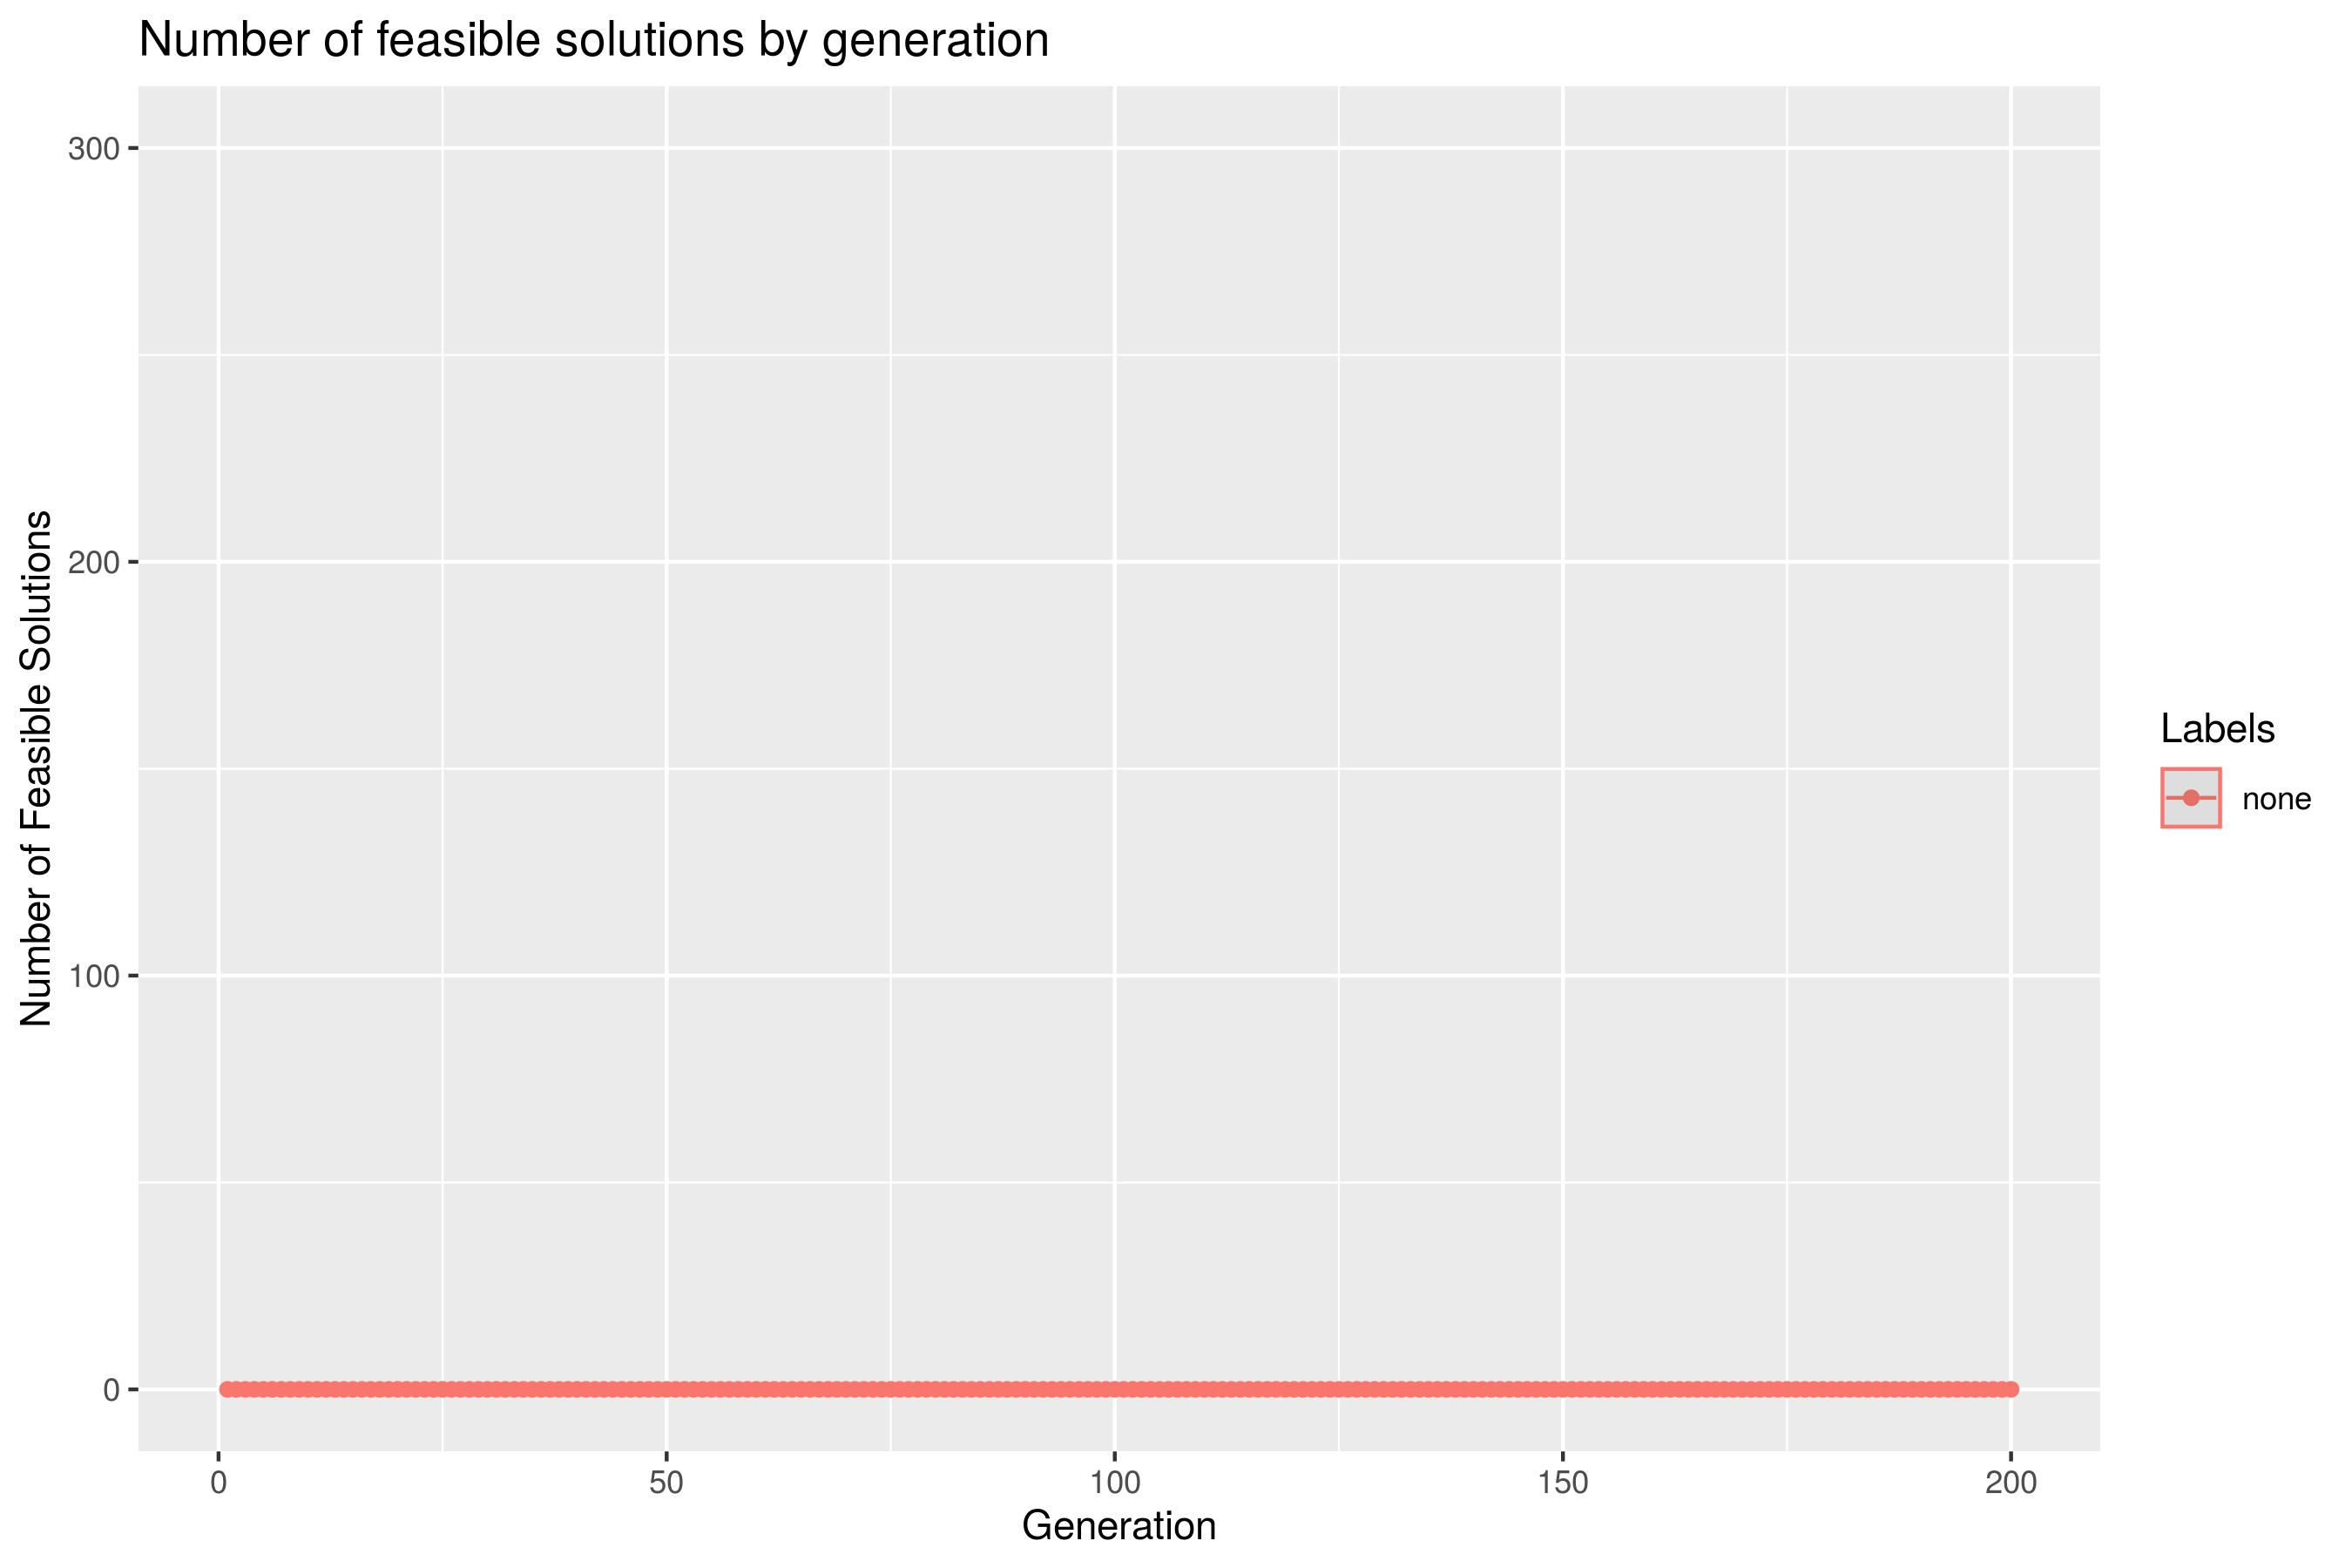 Number of feasible solutions by generation
Number of Feasible Solutions
300
200
100
0
0 50 100 150 200
Generation
Labels
none